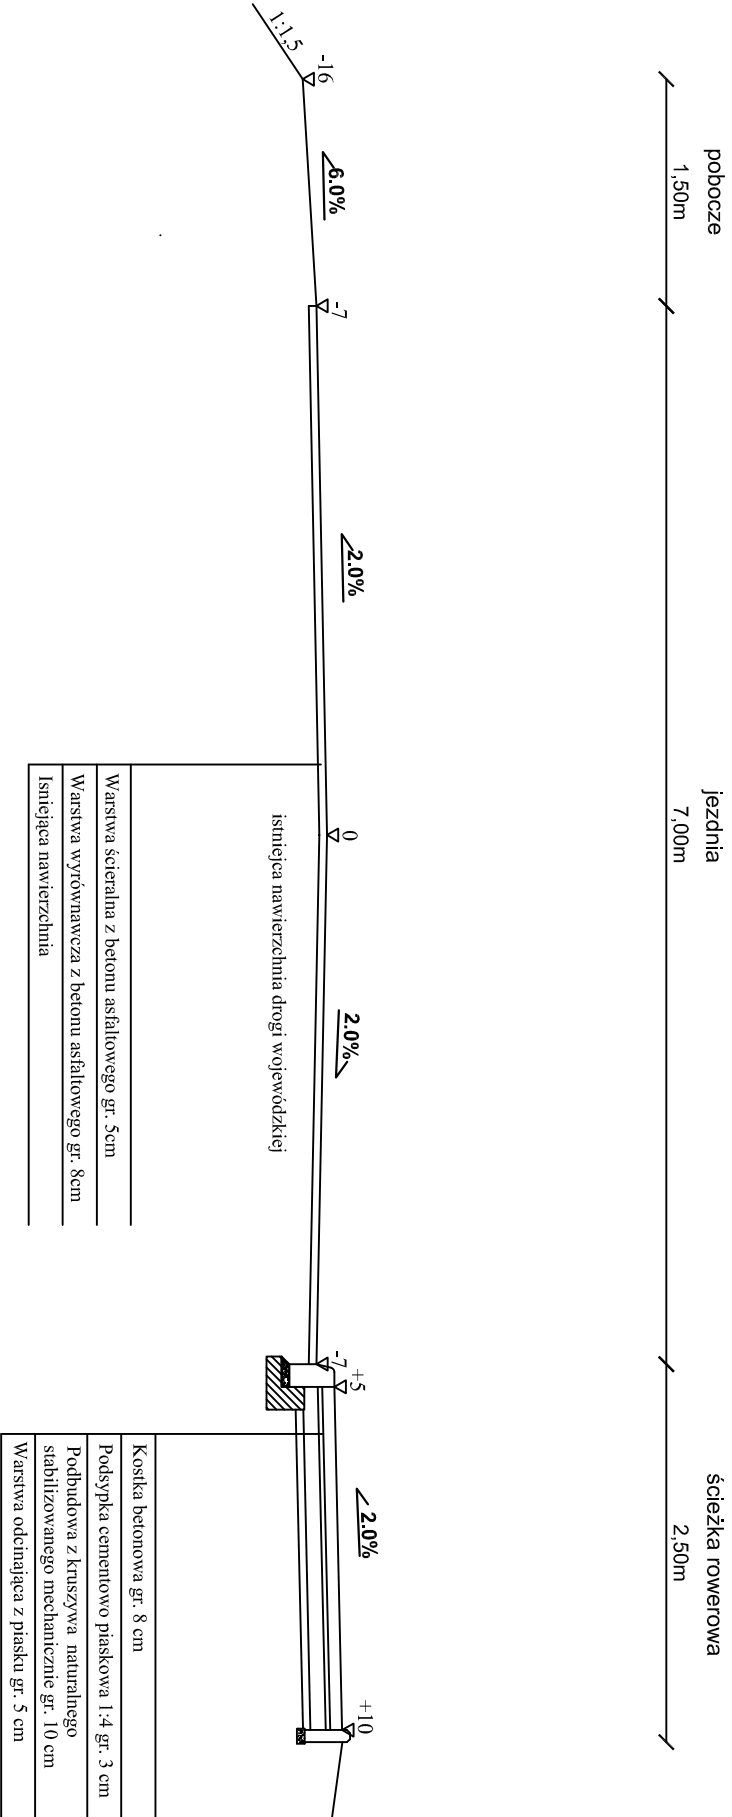 pobocze
jezdnia
ścieżka rowerowa
1,50m
7,00m
2,50m
1:1,5
-16
6.0%
-7
2.0%
0
2.0%
-7
+5
2.0%
+10
istniejca nawierzchnia drogi wojewódzkiej
Warstwa ścieralna z betonu asfaltowego gr. 5cm
Warstwa wyrównawcza z betonu asfaltowego gr. 8cm
Isniejąca nawierzchnia
Kostka betonowa gr. 8 cm
Podsypka cementowo piaskowa 1:4 gr. 3 cm
Podbudowa z kruszywa naturalnego
stabilizowanego mechanicznie gr. 10 cm
Warstwa odcinająca z piasku gr. 5 cm